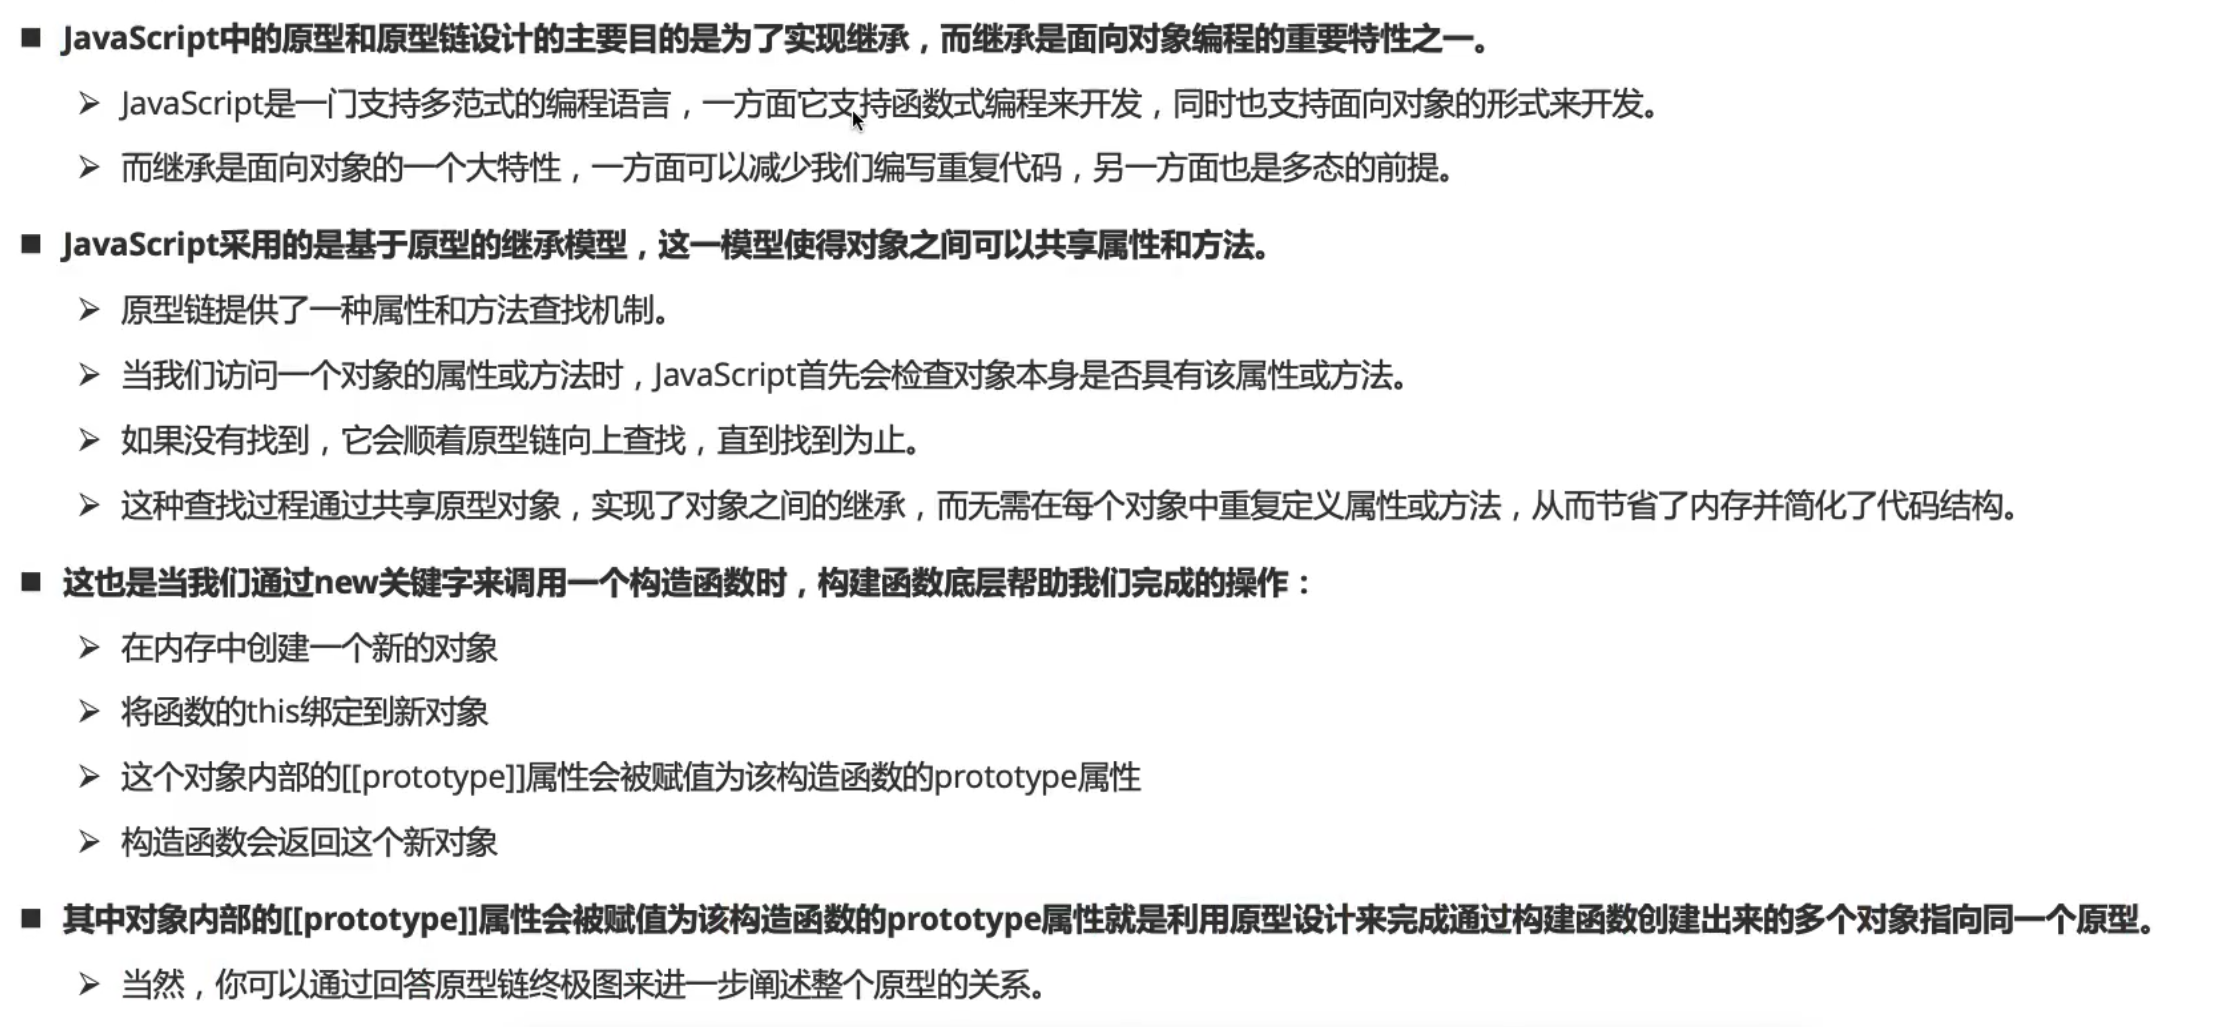 JavaScript中的原型和原型链设计的主要目的是为了实现继承，而继承是面向对象编程的重要特性之一。
JavaScript是一门支持多范式的编程语言，一方面它支持函数式编程来开发，同时也支持面向对象的形式来开发。
而继承是面向对象的一个大特性，一方面可以减少我们编写重复代码，另一方面也是多态的前提。
JavaScript采用的是基于原型的继承模型，这一模型使得对象之间可以共享属性和方法。
原型链提供了一种属性和方法查找机制。
当我们访问一个对象的属性或方法时，JavaScript首先会检查对象本身是否具有该属性或方法。
如果没有找到，它会顺着原型链向上查找，直到找到为止。
这种查找过程通过共享原型对象，实现了对象之间的继承，而无需在每个对象中重复定义属性或方法，从而节省了内存并简化了代码结构。
这也是当我们通过new关键字来调用一个构造函数时，构建函数底层帮助我们完成的操作：
在内存中创建一个新的对象
将函数的this绑定到新对象
这个对象内部的[[prototype]]属性会被赋值为该构造函数的prototype属性
构造函数会返回这个新对象
其中对象内部的[[prototype]]属性会被赋值为该构造函数的prototype属性就是利用原型设计来完成通过构建函数创建出来的多个对象指向同一个原型。
当然，你可以通过回答原型链终极图来进一步阐述整个原型的关系。